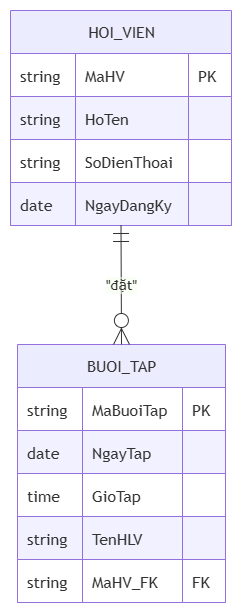 HOI_VIEN
string MaHV PK
string HoTen
string SoDienThoai
date NgayDangKy
"đặt"
BUOI_TAP
string MaBuoiTap PK
date NgayTap
time GioTap
string TenHLV
string MaHV_FK FK